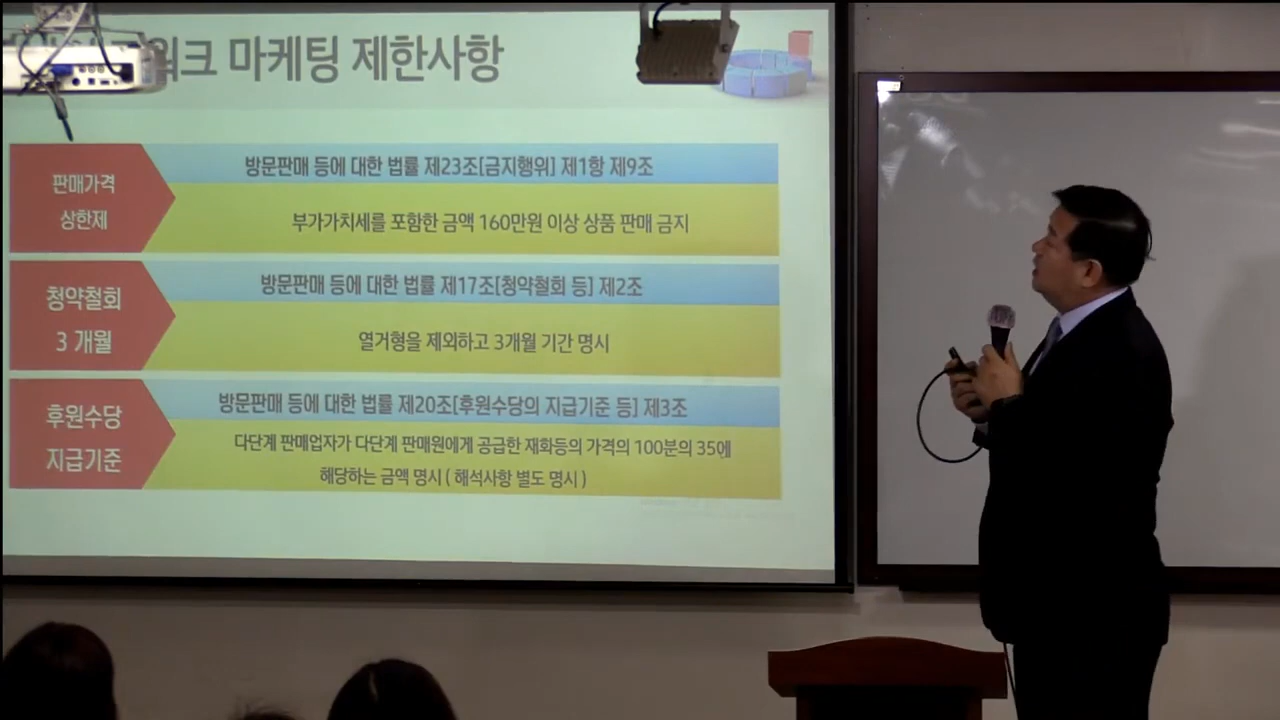 워크 마케팅 제한사항
판매가격
상한제
방문판매 등에 대한 법률 제23조[금지행위] 제1항 제9조
부가가치세를 포함한 금액 160만원 이상 상품 판매 금지
청약철회
3 개월
방문판매 등에 대한 법률 제17조[청약철회 등] 제2조
열거형을 제외하고 3개월 기간 명시
후원수당
지급기준
방문판매 등에 대한 법률 제20조[후원수당의 지급기준 등] 제3조
다단계 판매업자가 다단계 판매원에게 공급한 재화등의 가격의 100분의 35에
해당하는 금액 명시 ( 해석사항 별도 명시 )